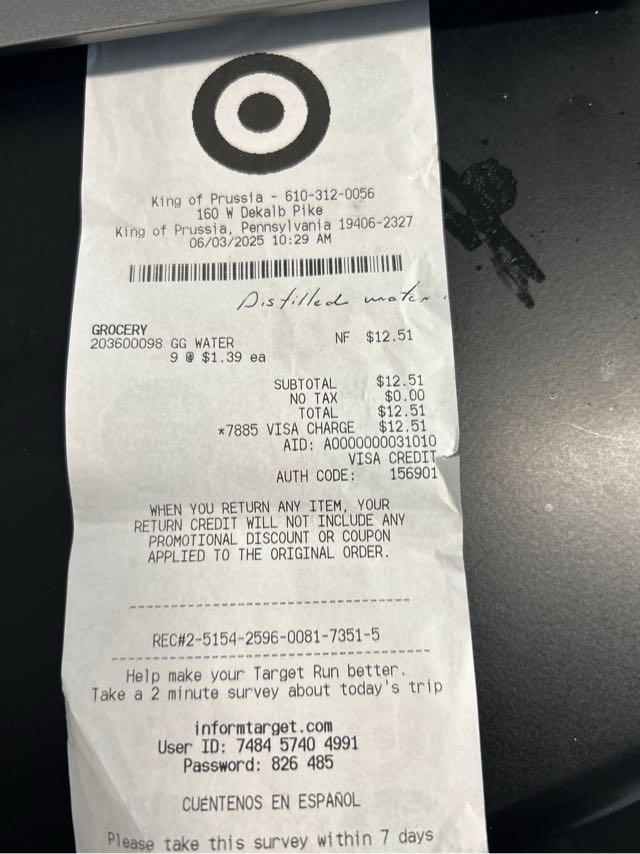 King of Prussia - 610-312-0056
160 W Dekalb Pike
King of Prussia, Pennsylvania 19406-2327
06/03/2025 10:29 AM
Distilled water
GROCERY
203600098 GG WATER NF $12.51
9 @ $1.39 ea
SUBTOTAL $12.51
NO TAX $0.00
TOTAL $12.51
*7885 VISA CHARGE $12.51
AID: A0000000031010
VISA CREDIT
AUTH CODE: 156901
WHEN YOU RETURN ANY ITEM, YOUR
RETURN CREDIT WILL NOT INCLUDE ANY
PROMOTIONAL DISCOUNT OR COUPON
APPLIED TO THE ORIGINAL ORDER.
REC#2-5154-2596-0081-7351-5
Help make your Target Run better.
Take a 2 minute survey about today's trip
informtarget.com
User ID: 7484 5740 4991
Password: 826 485
CUÉNTENOS EN ESPAÑOL
Please take this survey within 7 days